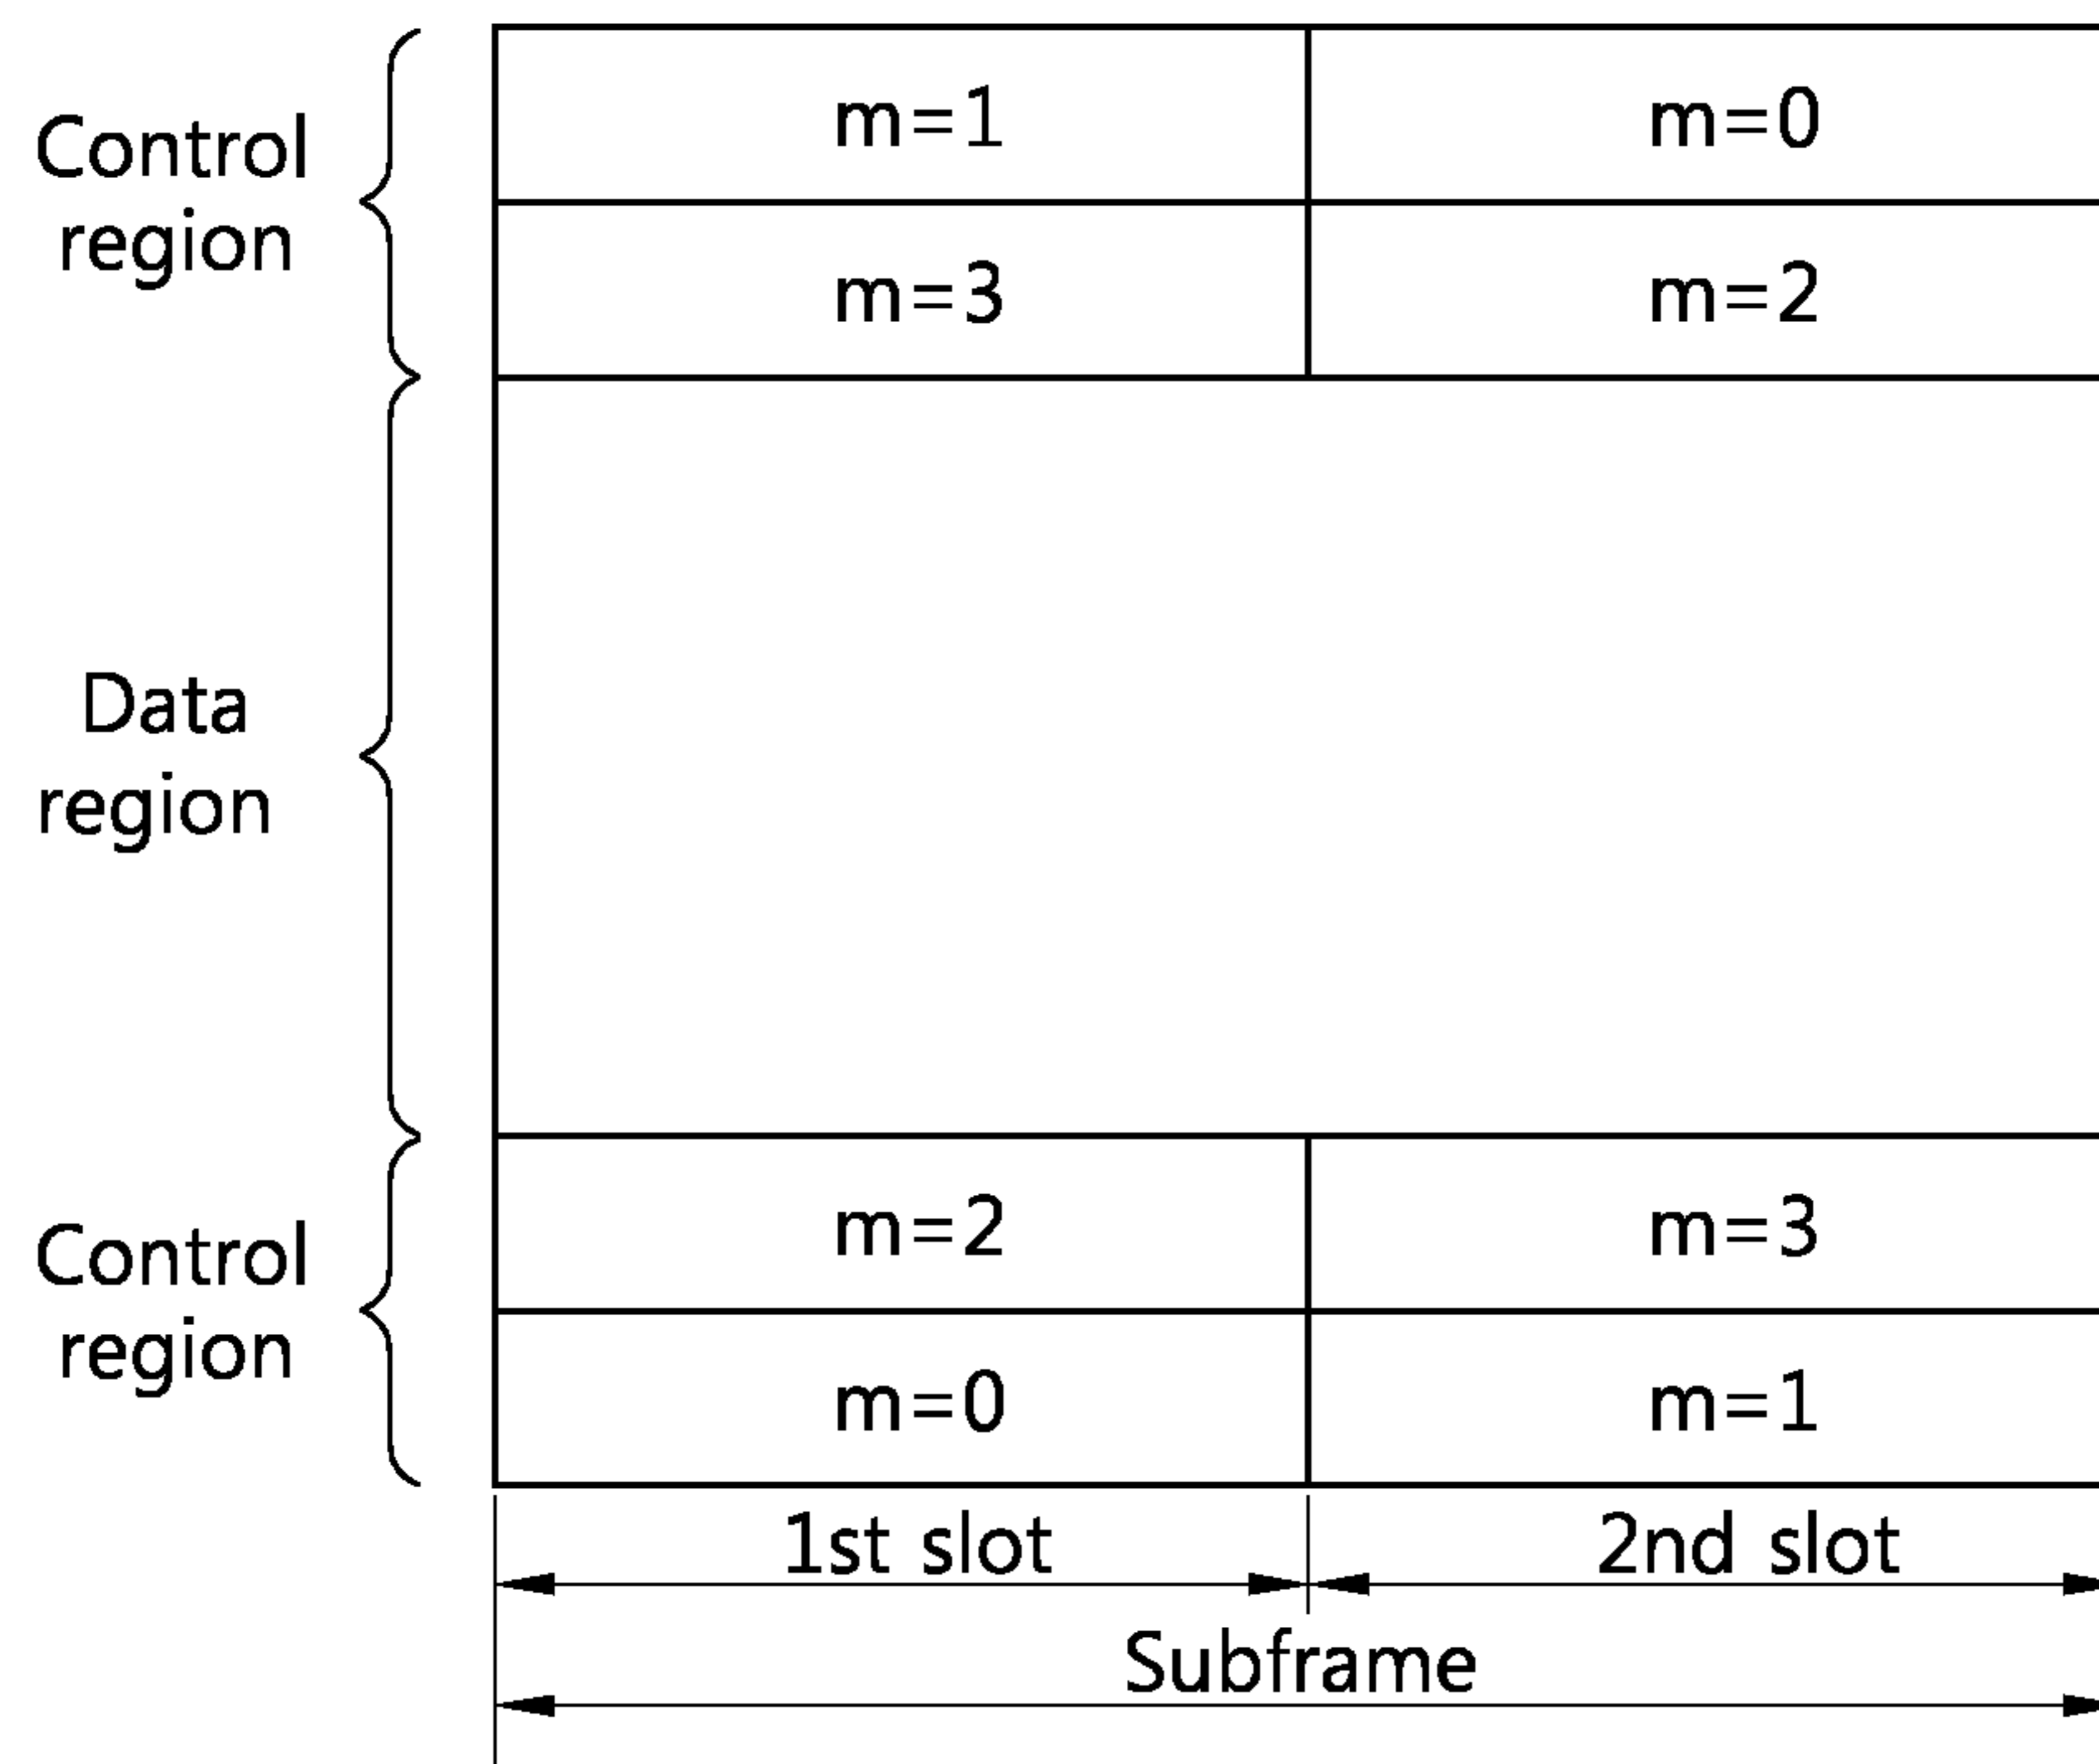 m=1 m=0
Control
region
m=3 m=2
Data
region
m=2 m=3
Control
region
m=0 m=1
1st slot 2nd slot
Subframe